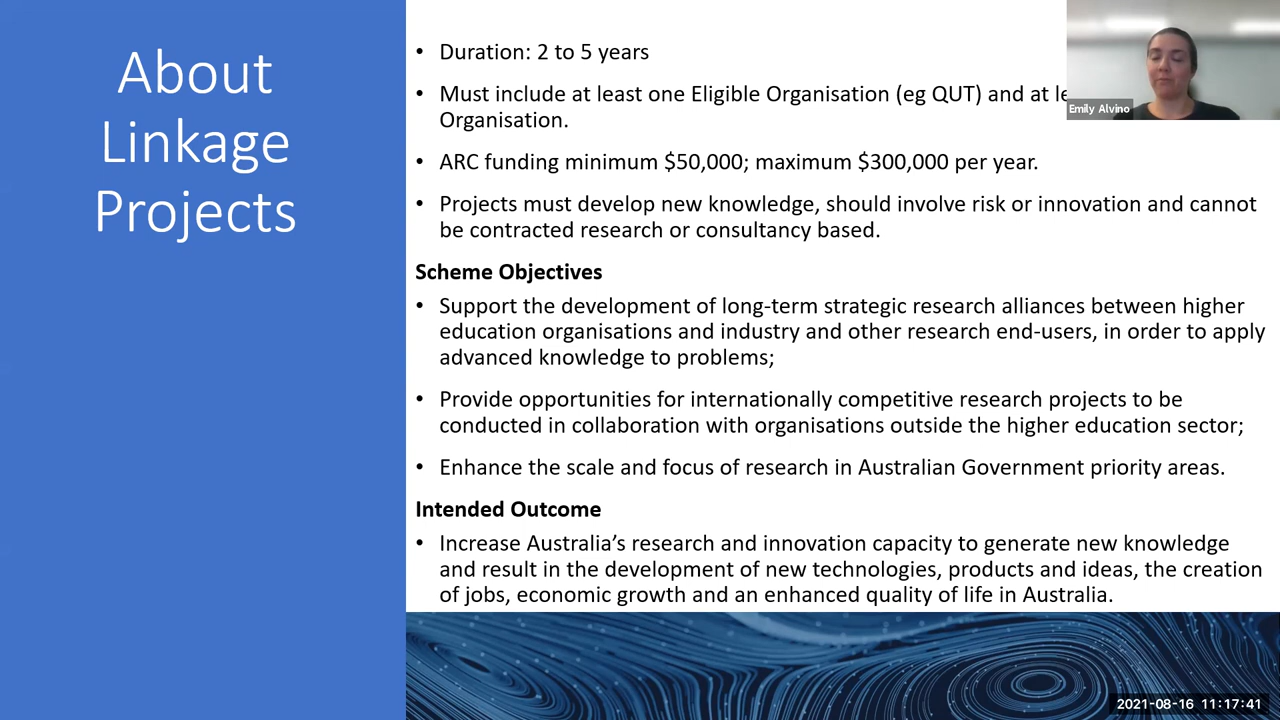 About
Linkage
Projects
• Duration: 2 to 5 years
• Must include at least one Eligible Organisation (eg QUT) and at
Organisation.
• ARC funding minimum $50,000; maximum $300,000 per year.
• Projects must develop new knowledge, should involve risk or innovation and cannot
be contracted research or consultancy based.
Scheme Objectives
• Support the development of long-term strategic research alliances between higher
education organisations and industry and other research end-users, in order to apply
advanced knowledge to problems;
• Provide opportunities for internationally competitive research projects to be
conducted in collaboration with organisations outside the higher education sector;
• Enhance the scale and focus of research in Australian Government priority areas.
Intended Outcome
• Increase Australia’s research and innovation capacity to generate new knowledge
and result in the development of new technologies, products and ideas, the creation
of jobs, economic growth and an enhanced quality of life in Australia.
Emily Alvino
2021-08-16 11:17:41